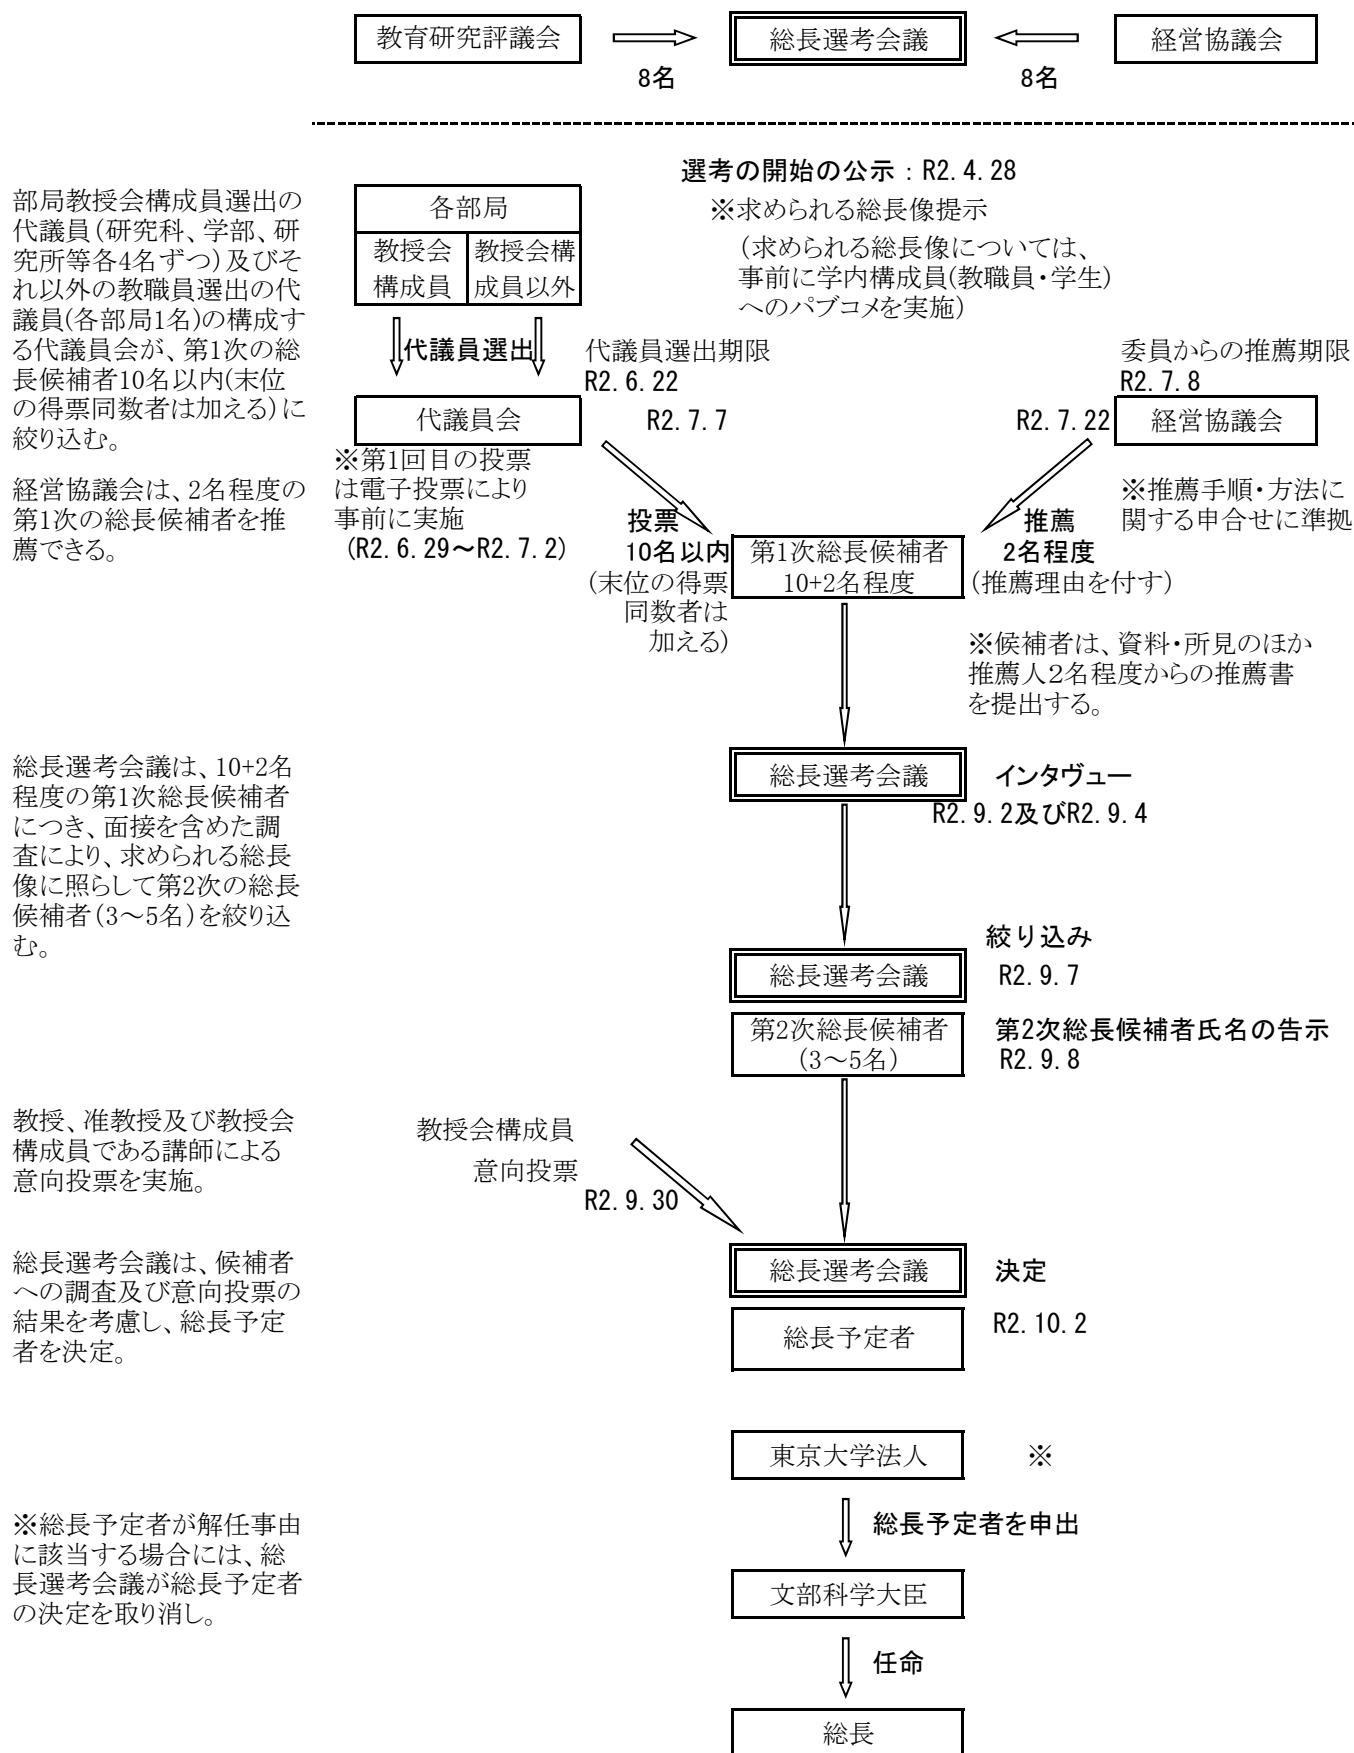 教育研究評議会
総長選考会議
経営協議会
8名
8名
選考の開始の公示：R2.4.28
※求められる総長像提示
（求められる総長像については、
事前に学内構成員(教職員・学生)
へのパブコメを実施）
部局教授会構成員選出の
代議員（研究科、学部、研
究所等各4名ずつ）及びそ
れ以外の教職員選出の代
議員(各部局1名)の構成す
る代議員会が、第1次の総
長候補者10名以内(末位
の得票同数者は加える）に
絞り込む。
経営協議会は、2名程度の
第1次の総長候補者を推
薦できる。
各部局
教授会
構成員
教授会構
成員以外
代議員選出
代議員選出期限
R2.6.22
委員からの推薦期限
R2.7.8
代議員会
R2.7.7
R2.7.22
経営協議会
※第1回目の投票
は電子投票により
事前に実施
（R2.6.29～R2.7.2）
※推薦手順・方法に
関する申合せに準拠
投票
10名以内
（末位の得票
同数者は
加える）
第1次総長候補者
10+2名程度
推薦
2名程度
（推薦理由を付す）
※候補者は、資料・所見のほか
推薦人２名程度からの推薦書
を提出する。
総長選考会議は、10+2名
程度の第1次総長候補者
につき、面接を含めた調
査により、求められる総長
像に照らして第2次の総長
候補者（3～5名）を絞り込
む。
総長選考会議
インタヴュー
R2.9.2及びR2.9.4
絞り込み
総長選考会議
R2.9.7
第2次総長候補者
（3～5名）
第2次総長候補者氏名の告示
R2.9.8
教授、准教授及び教授会
構成員である講師による
意向投票を実施。
教授会構成員
意向投票
R2.9.30
総長選考会議は、候補者
への調査及び意向投票の
結果を考慮し、総長予定
者を決定。
総長選考会議
決定
総長予定者
R2.10.2
東京大学法人
※
総長予定者を申出
※総長予定者が解任事由
に該当する場合には、総
長選考会議が総長予定者
の決定を取り消し。
文部科学大臣
任命
総長